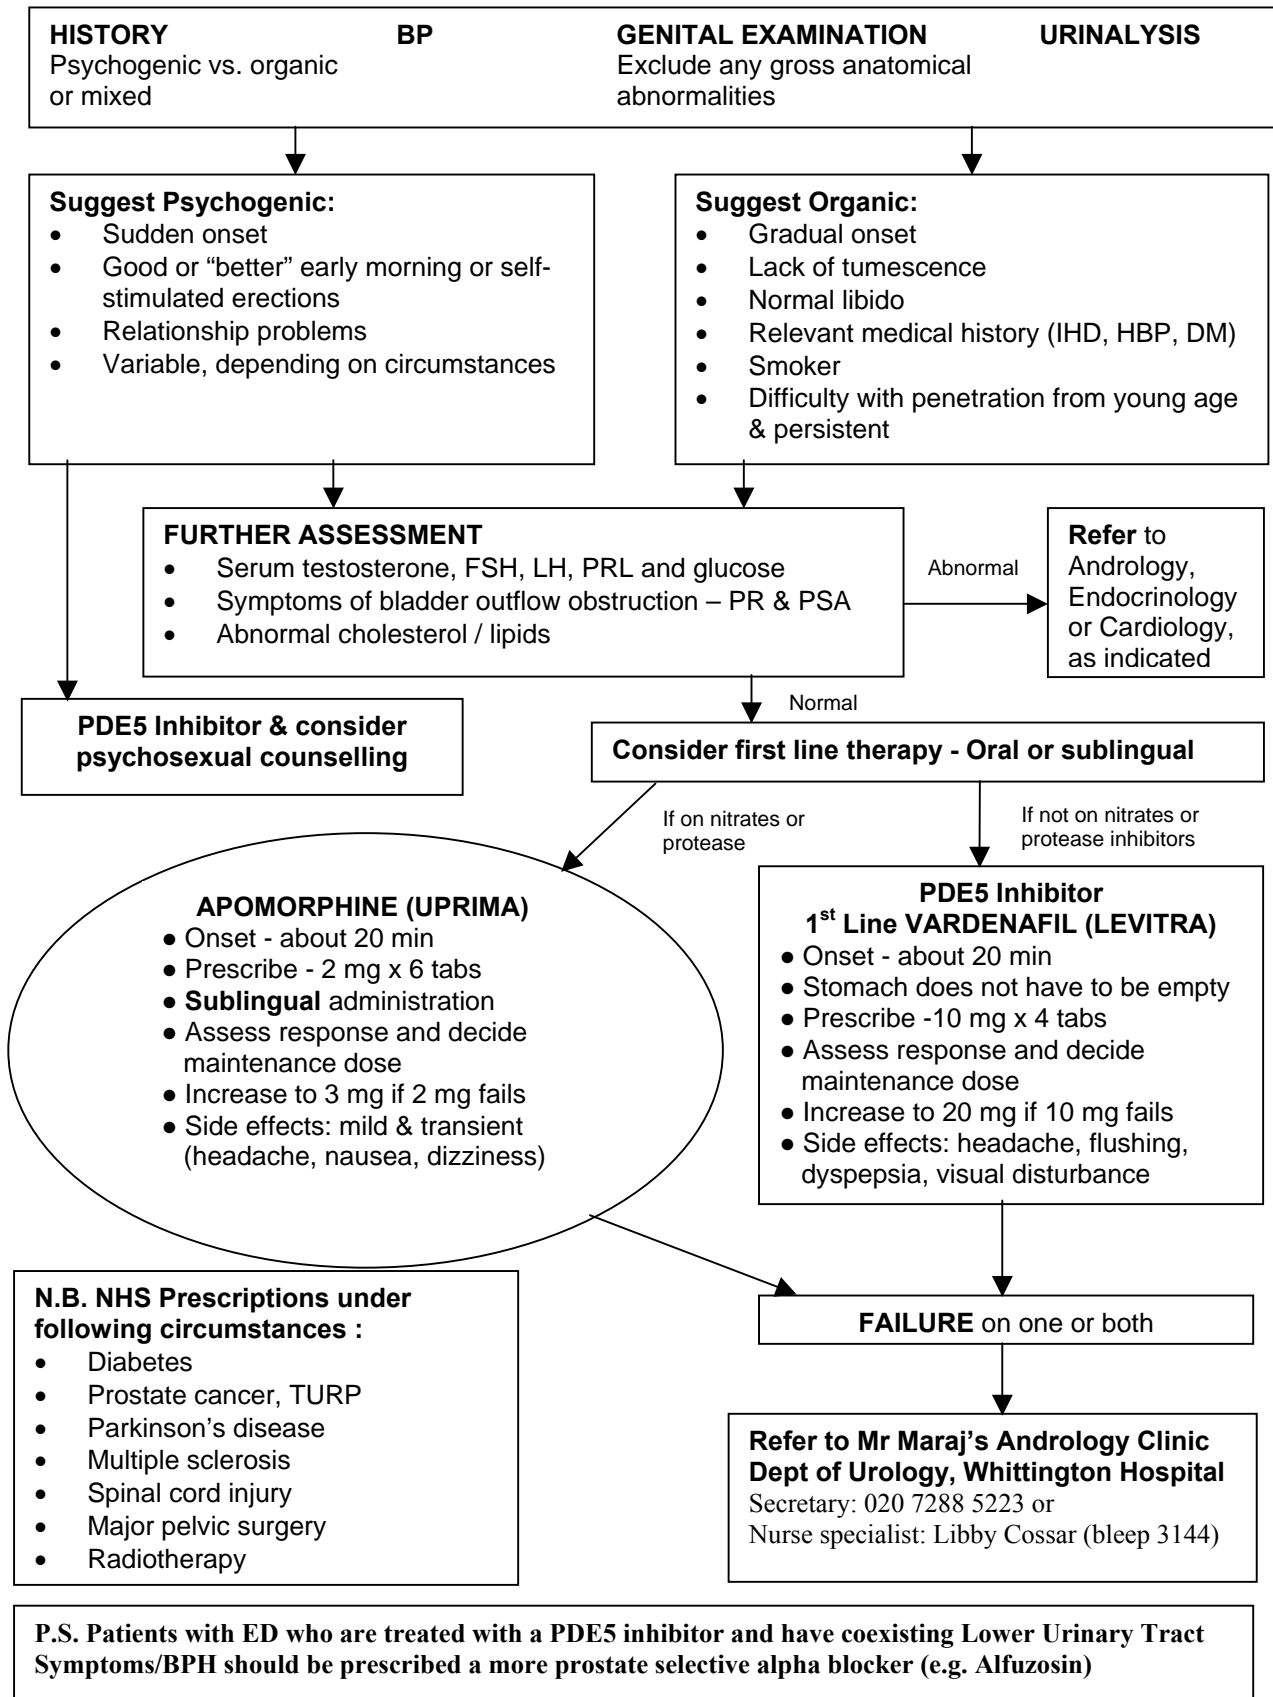 HISTORY BP GENITAL EXAMINATION URINALYSIS
Psychogenic vs. organic
or mixed
Exclude any gross anatomical
abnormalities
Suggest Psychogenic:
• Sudden onset
• Good or “better” early morning or self-
stimulated erections
• Relationship problems
• Variable, depending on circumstances
Suggest Organic:
• Gradual onset
• Lack of tumescence
• Normal libido
• Relevant medical history (IHD, HBP, DM)
• Smoker
• Difficulty with penetration from young age
& persistent
FURTHER ASSESSMENT
• Serum testosterone, FSH, LH, PRL and glucose
• Symptoms of bladder outflow obstruction – PR & PSA
• Abnormal cholesterol / lipids
Abnormal
Refer to
Andrology,
Endocrinology
or Cardiology,
as indicated
Normal
PDE5 Inhibitor & consider
psychosexual counselling
Consider first line therapy - Oral or sublingual
If on nitrates or
protease
If not on nitrates or
protease inhibitors
APOMORPHINE (UPRIMA)
● Onset - about 20 min
● Prescribe - 2 mg x 6 tabs
● Sublingual administration
● Assess response and decide
maintenance dose
● Increase to 3 mg if 2 mg fails
● Side effects: mild & transient
(headache, nausea, dizziness)
PDE5 Inhibitor
1st Line VARDENAFIL (LEVITRA)
● Onset - about 20 min
● Stomach does not have to be empty
● Prescribe -10 mg x 4 tabs
● Assess response and decide
maintenance dose
● Increase to 20 mg if 10 mg fails
● Side effects: headache, flushing,
dyspepsia, visual disturbance
N.B. NHS Prescriptions under
following circumstances :
• Diabetes
• Prostate cancer, TURP
• Parkinson’s disease
• Multiple sclerosis
• Spinal cord injury
• Major pelvic surgery
• Radiotherapy
FAILURE on one or both
Refer to Mr Maraj’s Andrology Clinic
Dept of Urology, Whittington Hospital
Secretary: 020 7288 5223 or
Nurse specialist: Libby Cossar (bleep 3144)
P.S. Patients with ED who are treated with a PDE5 inhibitor and have coexisting Lower Urinary Tract
Symptoms/BPH should be prescribed a more prostate selective alpha blocker (e.g. Alfuzosin)